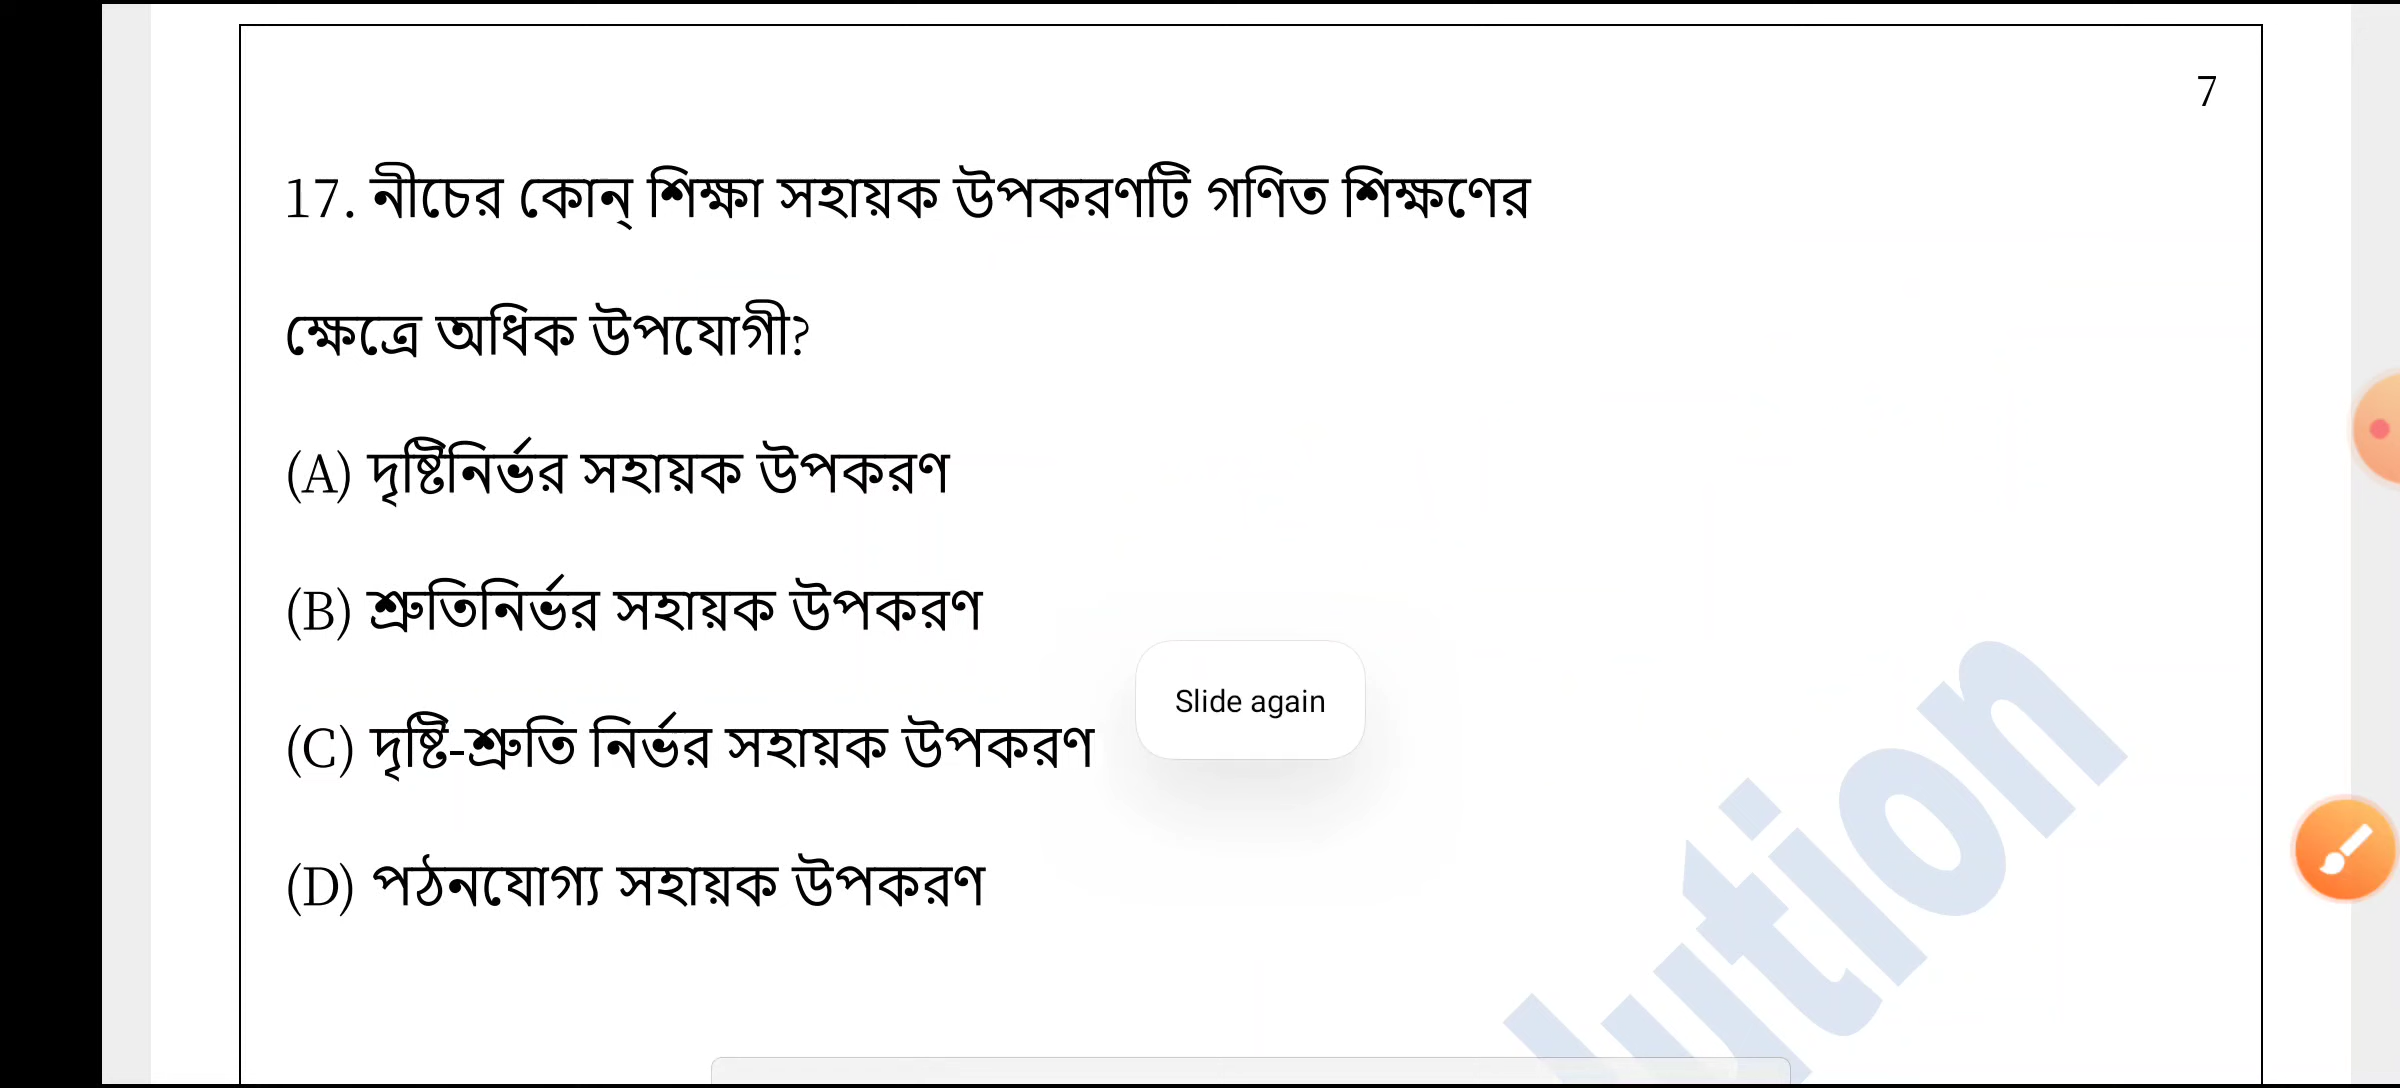 7
17. নীচের কোন্ শিক্ষা সহায়ক উপকরণটি গণিত শিক্ষণের
ক্ষেত্রে অধিক উপযোগী?
(A) দৃষ্টিনির্ভর সহায়ক উপকরণ
(B) শ্রুতিনির্ভর সহায়ক উপকরণ
Slide again
(C) দৃষ্টি-শ্রুতি নির্ভর সহায়ক উপকরণ
(D) পঠনযোগ্য সহায়ক উপকরণ
lution